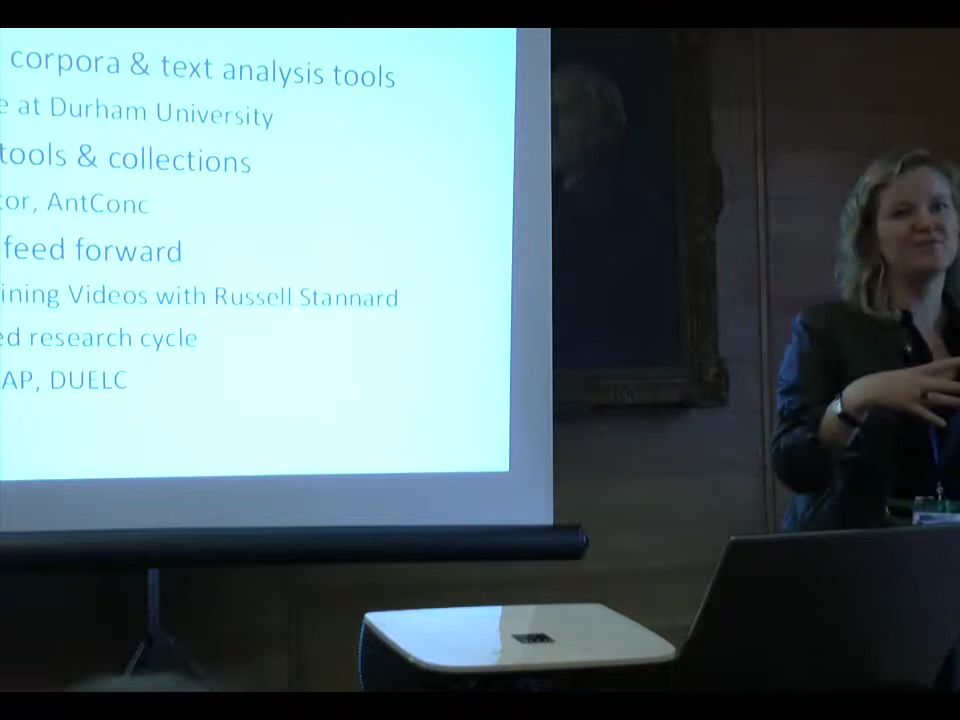 corpora & text analysis tools
e at Durham University
tools & collections
tor, AntConc
feed forward
ining Videos with Russell Stannard
ed research cycle
AP, DUELC